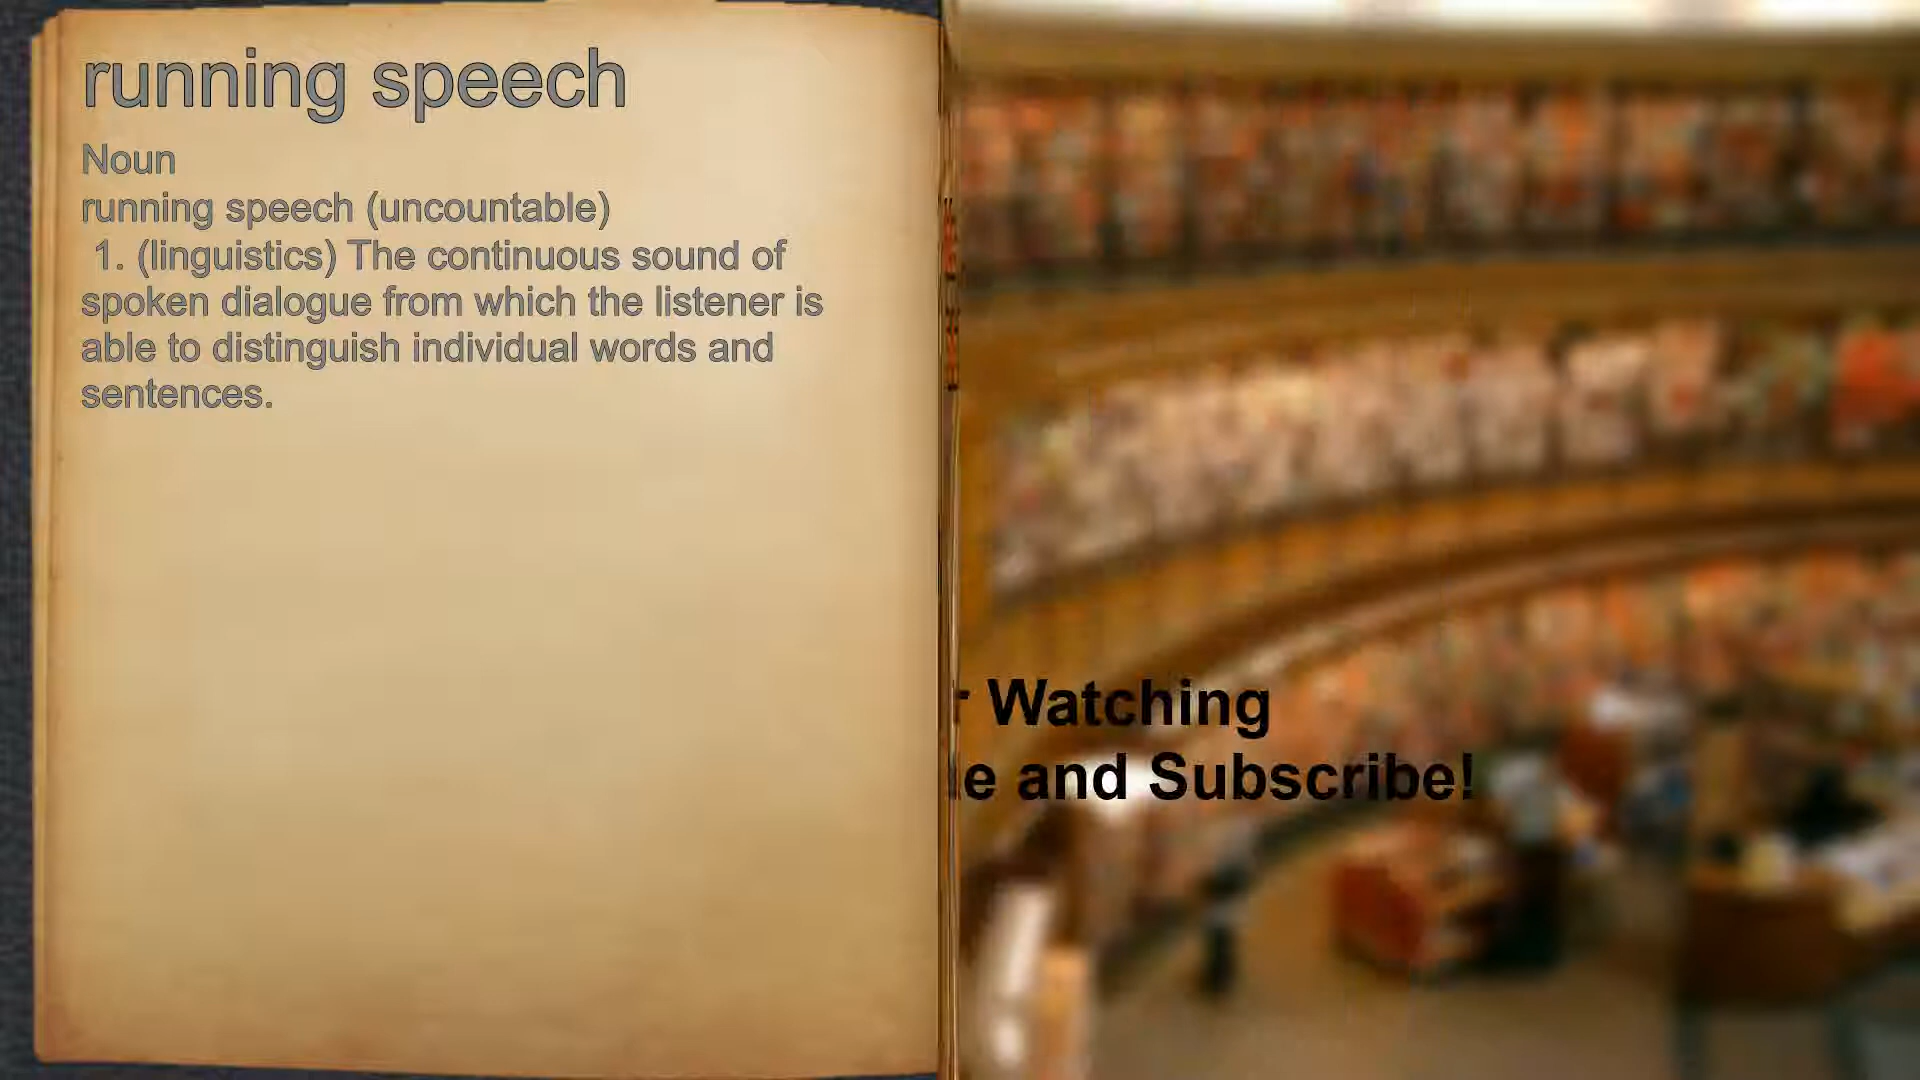 running speech
Noun
running speech (uncountable)
1. (linguistics) The continuous sound of
spoken dialogue from which the listener is
able to distinguish individual words and
sentences.
Watching
and Subscribe!